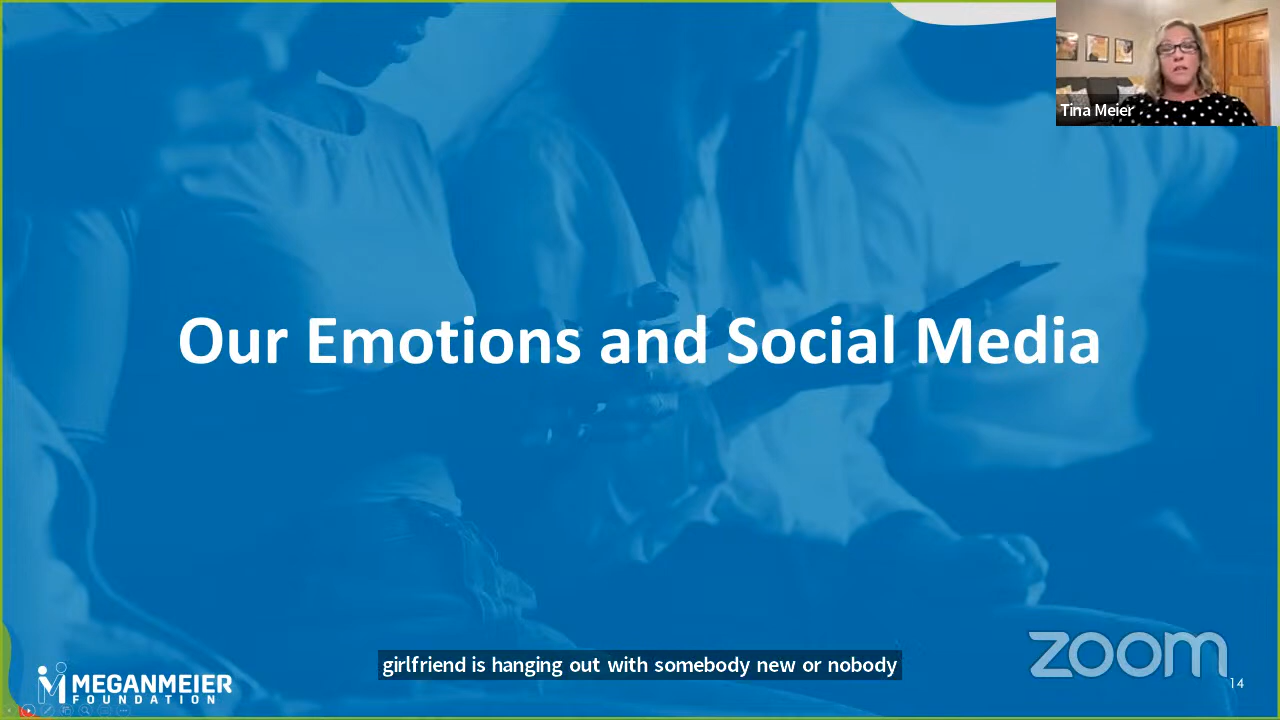 Tina Meier
Our Emotions and Social Media
girlfriend is hanging out with somebody new or nobody
zoom
MEGANMEIER
FOUNDATION
14